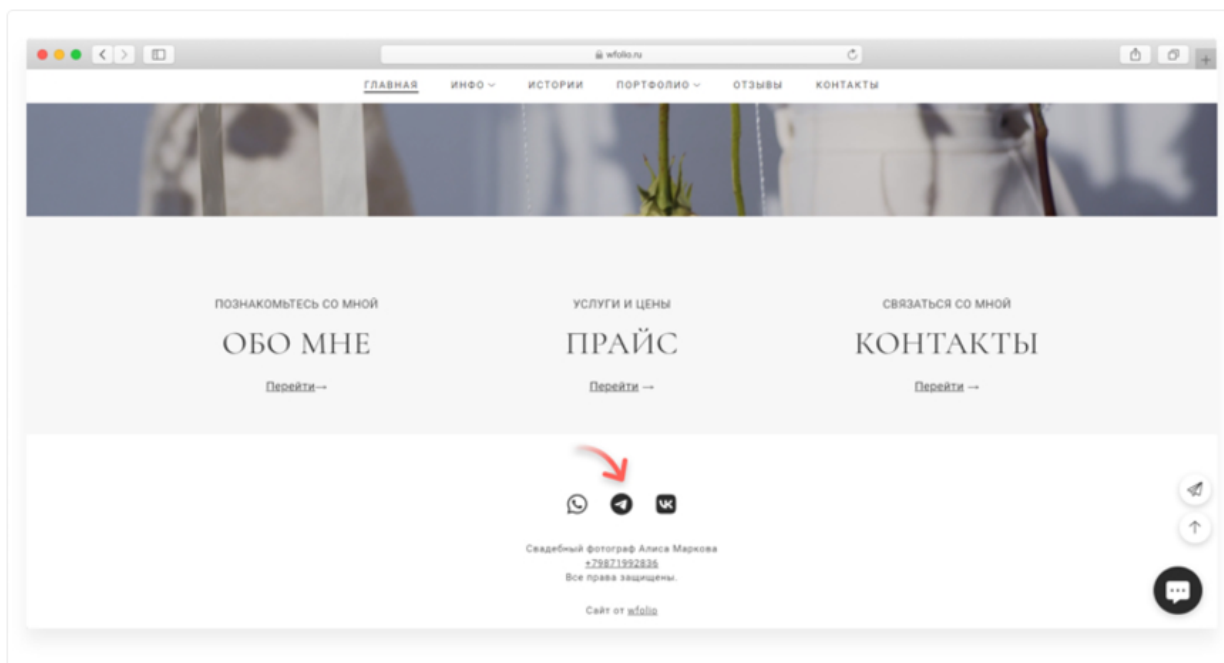 wfolio.ru
ГЛАВНАЯ ИНФО ИСТОРИИ ПОРТФОЛИО ОТЗЫВЫ КОНТАКТЫ
ПОЗНАКОМЬТЕСЬ СО МНОЙ УСЛУГИ И ЦЕНЫ СВЯЗАТЬСЯ СО МНОЙ
ОБО МНЕ ПРАЙС КОНТАКТЫ
Перейти→ Перейти → Перейти →
Свадебный фотограф Алиса Маркова
+79871992836
Все права защищены.
Сайт от wfolio